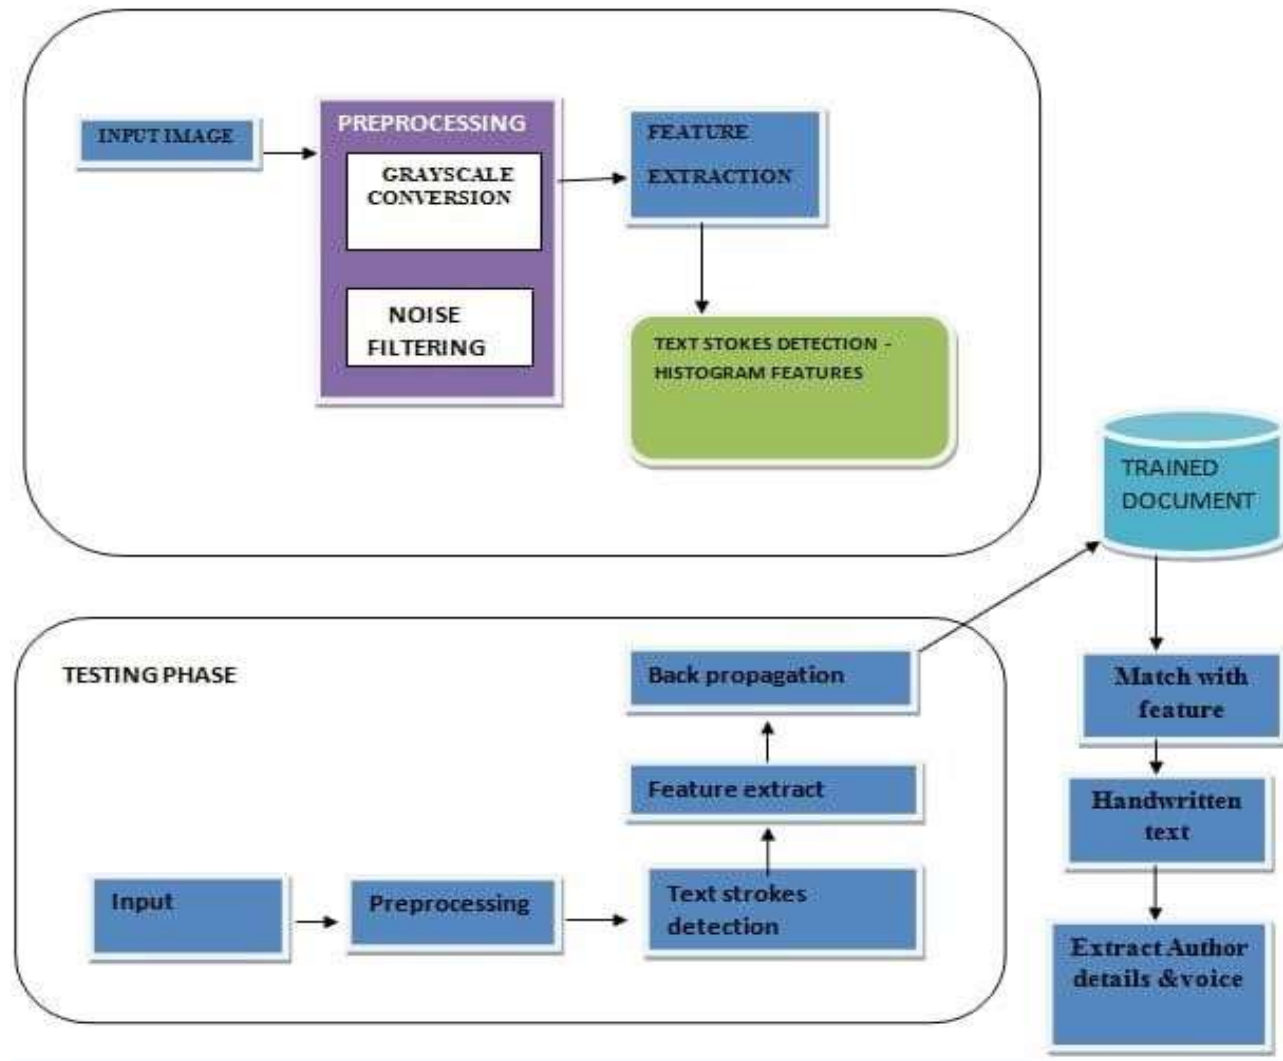 INPUT IMAGE
PREPROCESSING
GRAYSCALE
CONVERSION
NOISE
FILTERING
FEATURE
EXTRACTION
TEXT STOKES DETECTION -
HISTOGRAM FEATURES
TRAINED
DOCUMENT
TESTING PHASE
Input
Preprocessing
Text strokes
detection
Feature extract
Back propagation
Match with
feature
Handwritten
text
Extract Author
details &voice